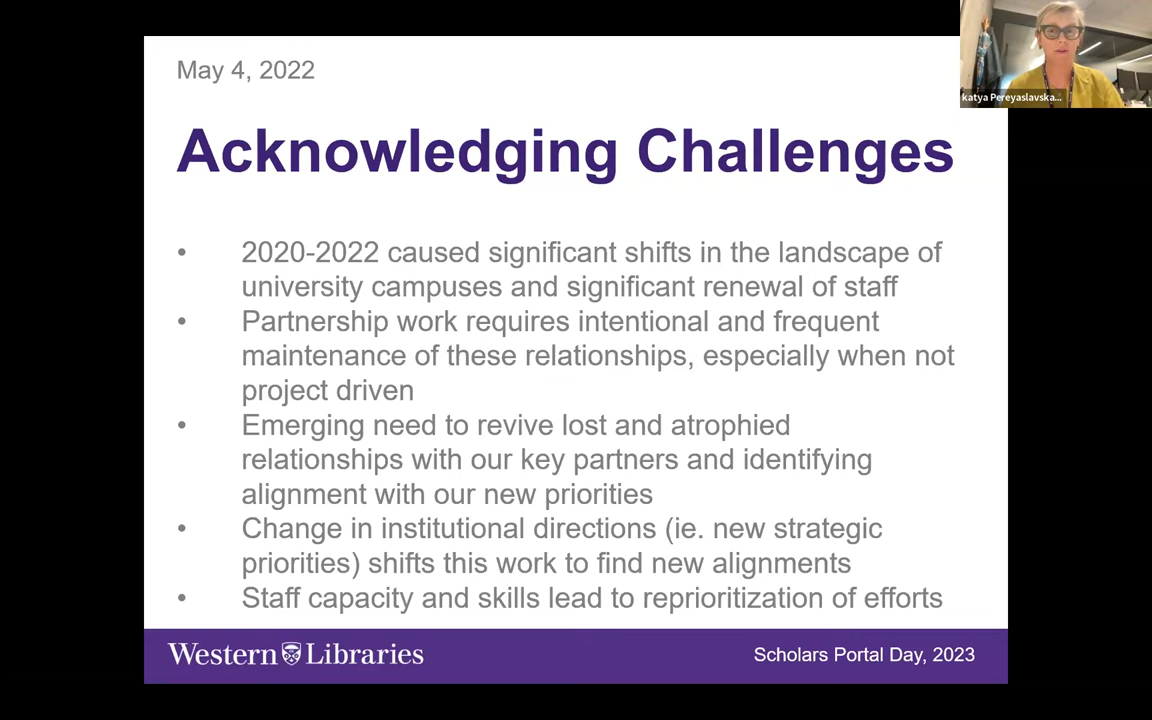 May 4, 2022
katya Pereyaslavska...
Acknowledging Challenges
• 2020-2022 caused significant shifts in the landscape of
university campuses and significant renewal of staff
• Partnership work requires intentional and frequent
maintenance of these relationships, especially when not
project driven
• Emerging need to revive lost and atrophied
relationships with our key partners and identifying
alignment with our new priorities
• Change in institutional directions (ie. new strategic
priorities) shifts this work to find new alignments
• Staff capacity and skills lead to reprioritization of efforts
Western Libraries
Scholars Portal Day, 2023